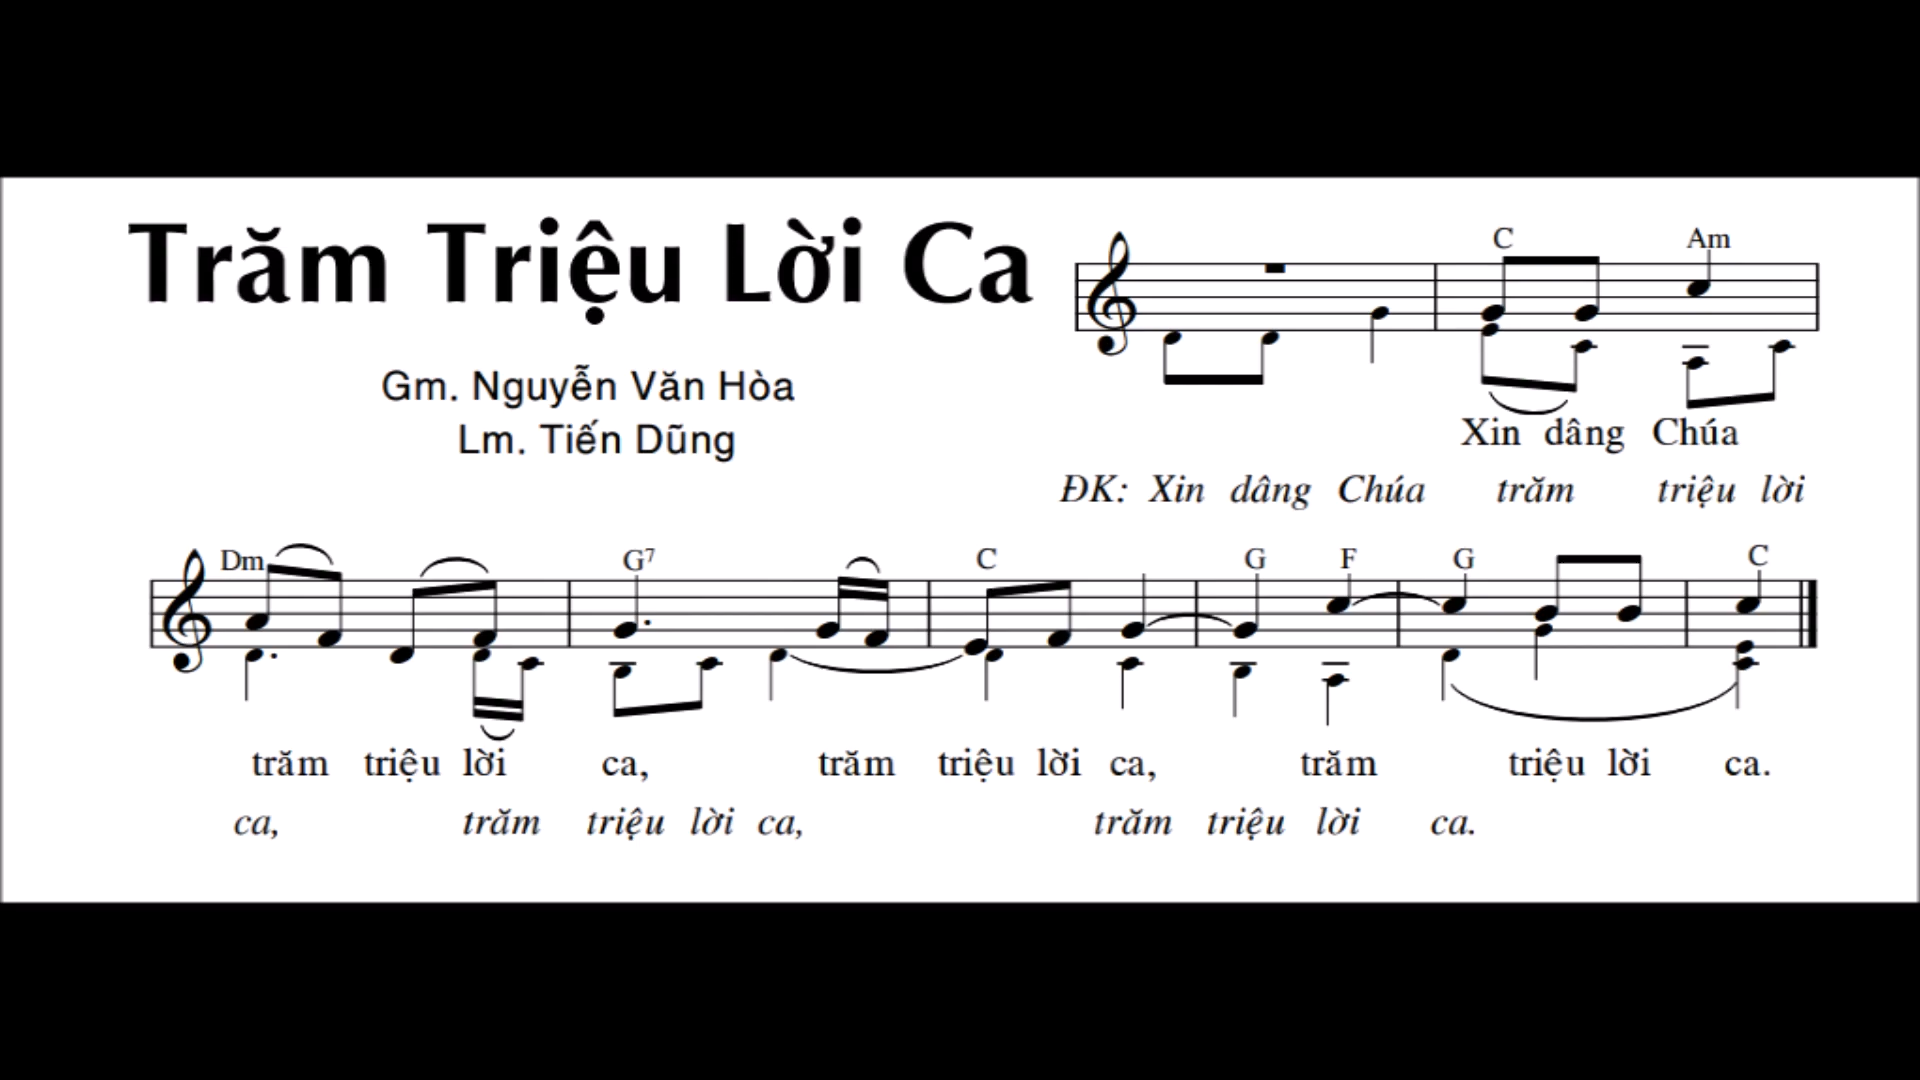 Trăm Triệu Lời Ca
Gm. Nguyễn Văn Hòa
Lm. Tiến Dũng
C Am
Xin dâng Chúa
ĐK: Xin dâng Chúa trăm triệu lời
Dm G7 C G F G C
trăm triệu lời ca, trăm triệu lời ca, trăm triệu lời ca.
ca, trăm triệu lời ca, trăm triệu lời ca.